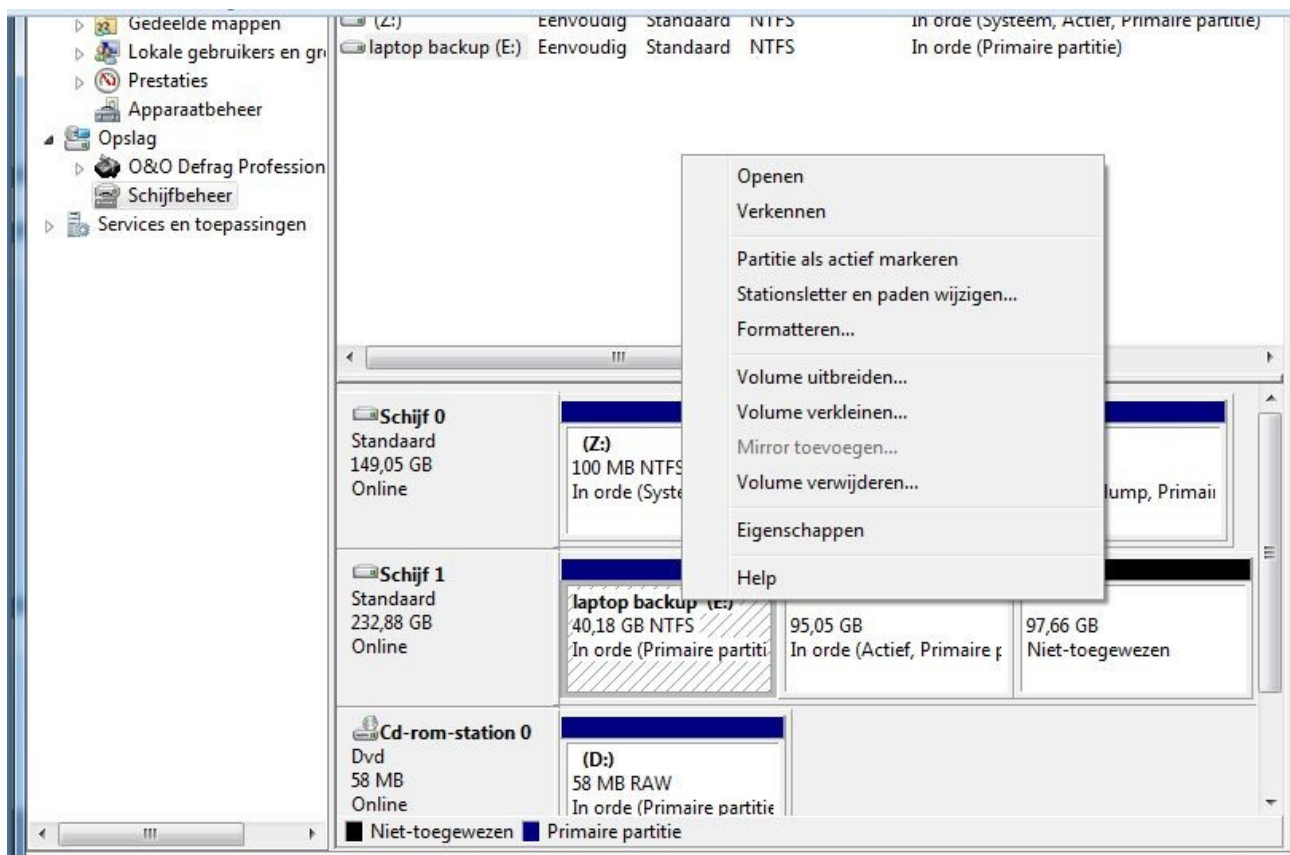 Gedeelde mappen
Lokale gebruikers en gr
Prestaties
Apparaatbeheer
Opslag
O&O Defrag Profession
Schijfbeheer
Services en toepassingen
(Z:) Eenvoudig Standaard NTFS In orde (Systeem, Actief, Primaire partitie)
laptop backup (E:) Eenvoudig Standaard NTFS In orde (Primaire partitie)
Openen
Verkennen
Partitie als actief markeren
Stationsletter en paden wijzigen...
Formatteren...
Volume uitbreiden...
Volume verkleinen...
Mirror toevoegen...
Volume verwijderen...
Eigenschappen
Help
Schijf 0
Standaard
149,05 GB
Online
(Z:)
100 MB NTFS
In orde (Syste
lump, Primai
Schijf 1
Standaard
232,88 GB
Online
laptop backup (E:)
40,18 GB NTFS
In orde (Primaire partiti
95,05 GB
In orde (Actief, Primaire p
97,66 GB
Niet-toegewezen
Cd-rom-station 0
Dvd
58 MB
Online
(D:)
58 MB RAW
In orde (Primaire partitie
Niet-toegewezen Primaire partitie